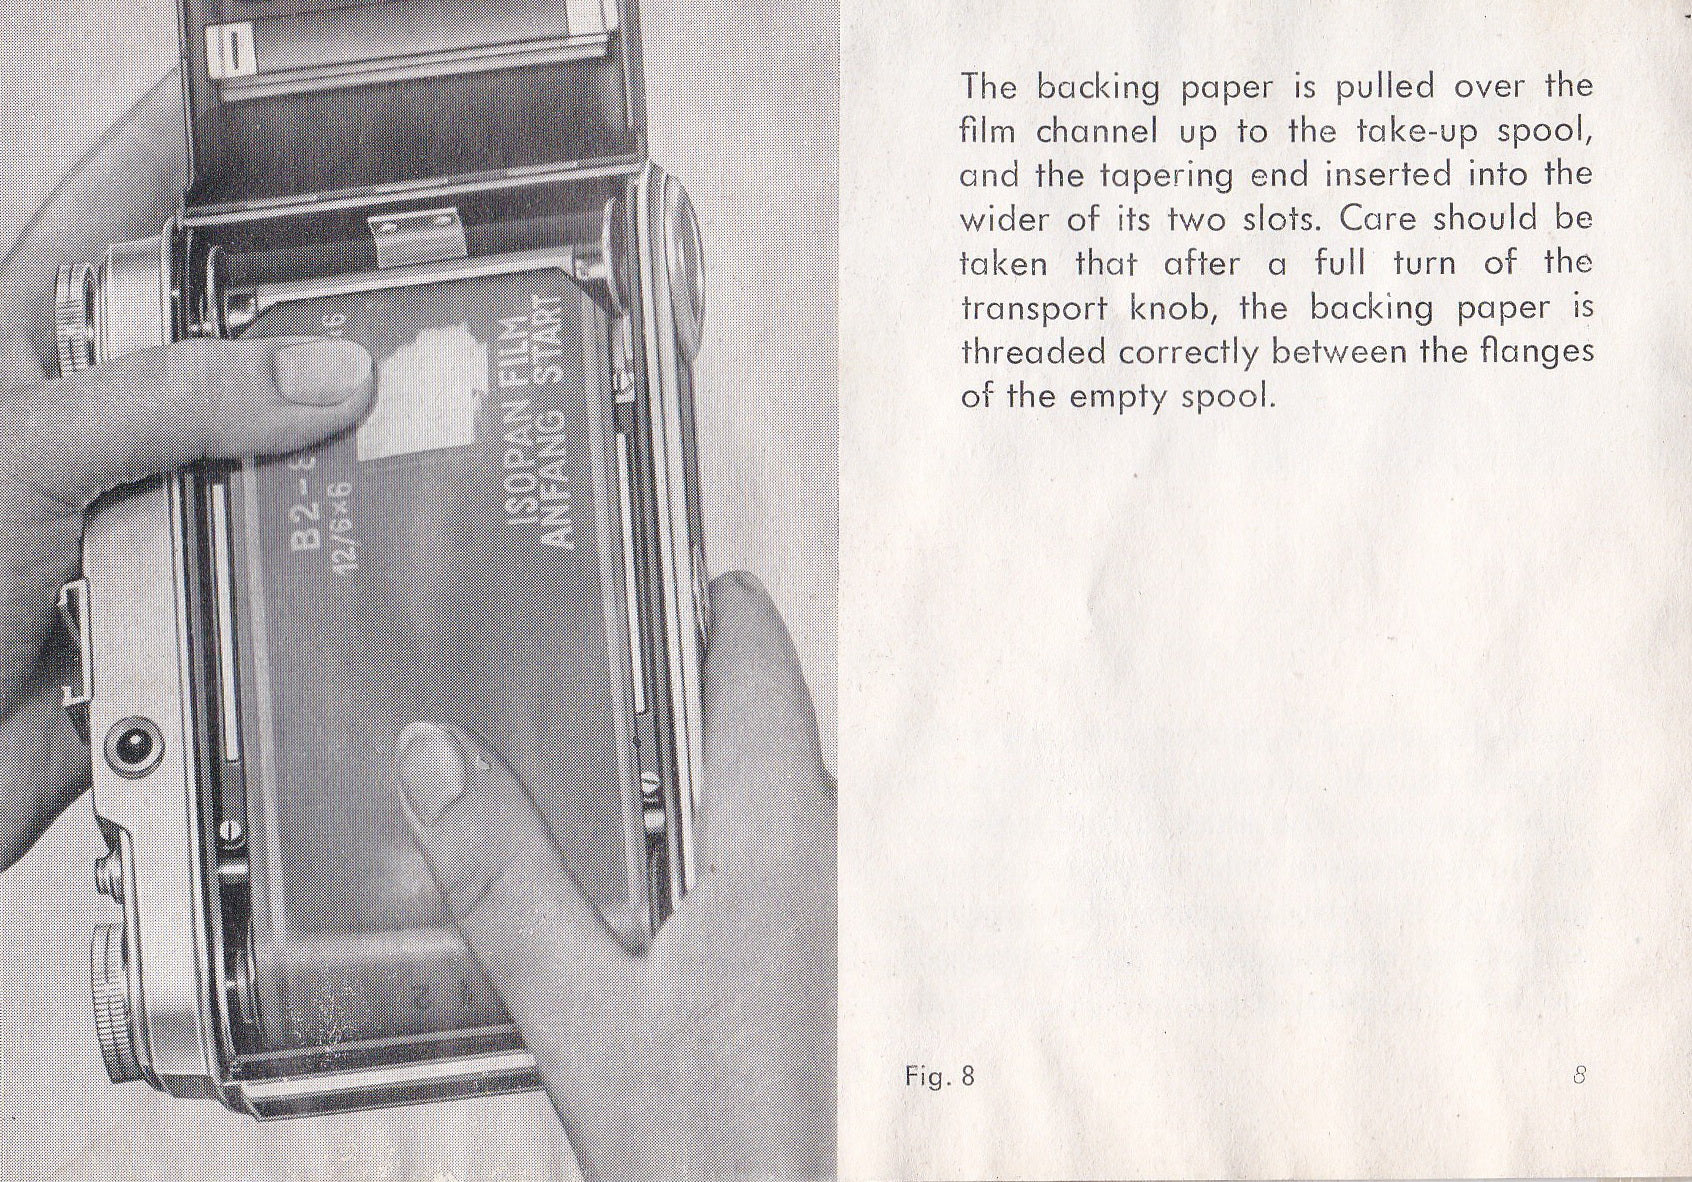 The backing paper is pulled over the
film channel up to the take-up spool,
and the tapering end inserted into the
wider of its two slots. Care should be
taken that after a full turn of the
transport knob, the backing paper is
threaded correctly between the flanges
of the empty spool.
Fig. 8
8
ISOPAN FILM
ANFANG START
B2-8
12/6x6